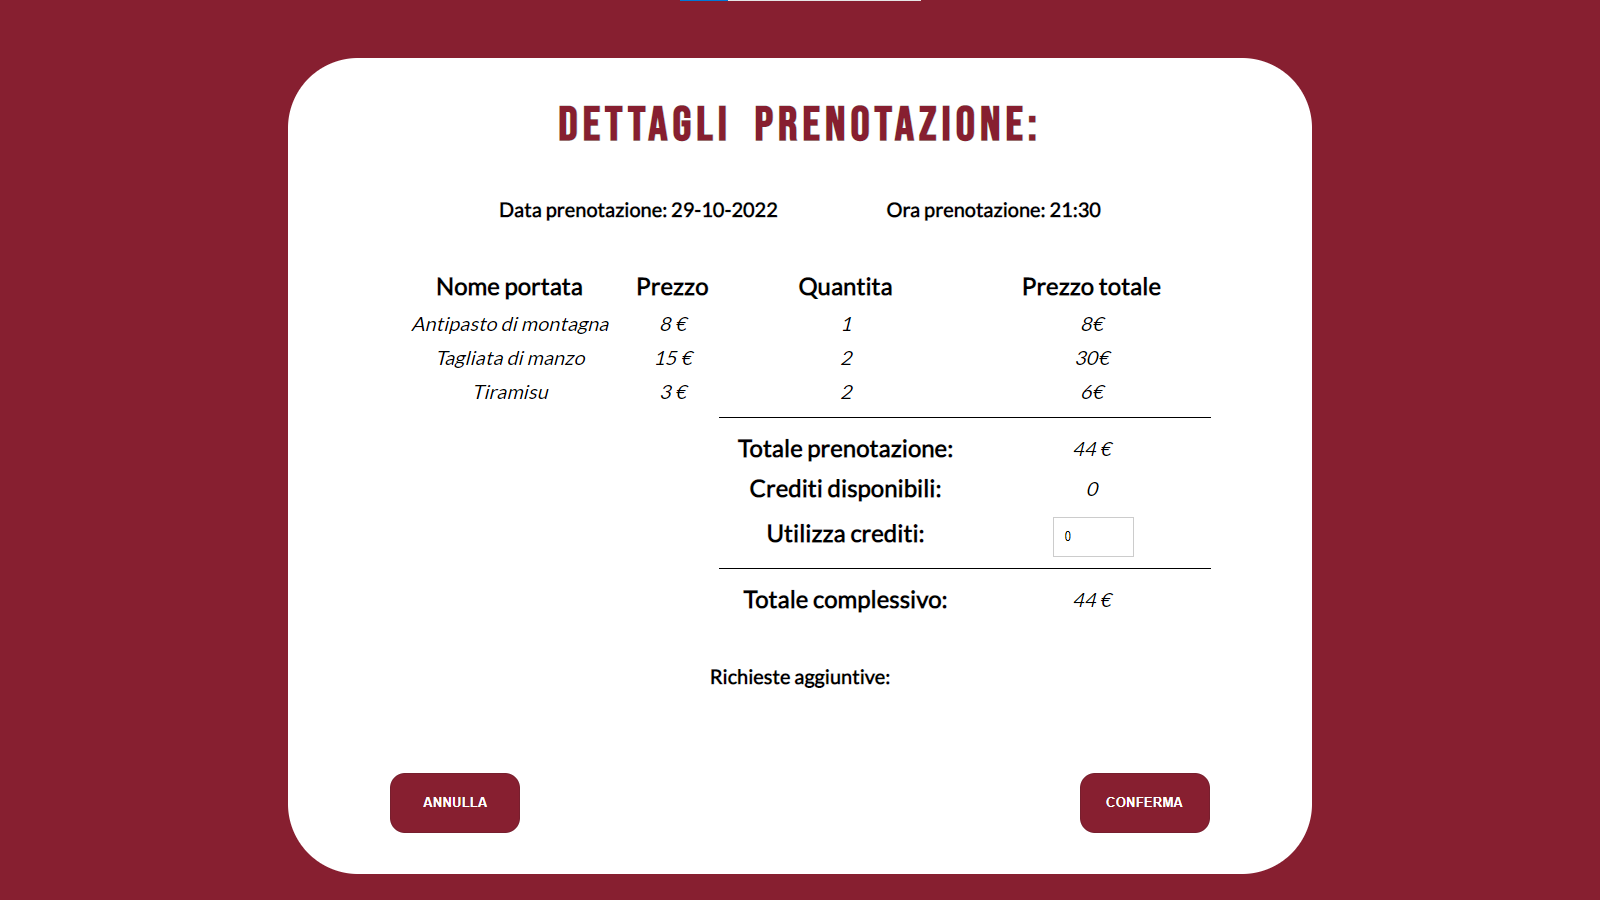 DETTAGLI PRENOTAZIONE:
Data prenotazione: 29-10-2022 Ora prenotazione: 21:30
Nome portata Prezzo Quantita Prezzo totale
Antipasto di montagna 8 € 1 8€
Tagliata di manzo 15 € 2 30€
Tiramisu 3 € 2 6€
Totale prenotazione: 44 €
Crediti disponibili: 0
Utilizza crediti: 0
Totale complessivo: 44 €
Richieste aggiuntive:
ANNULLA CONFERMA